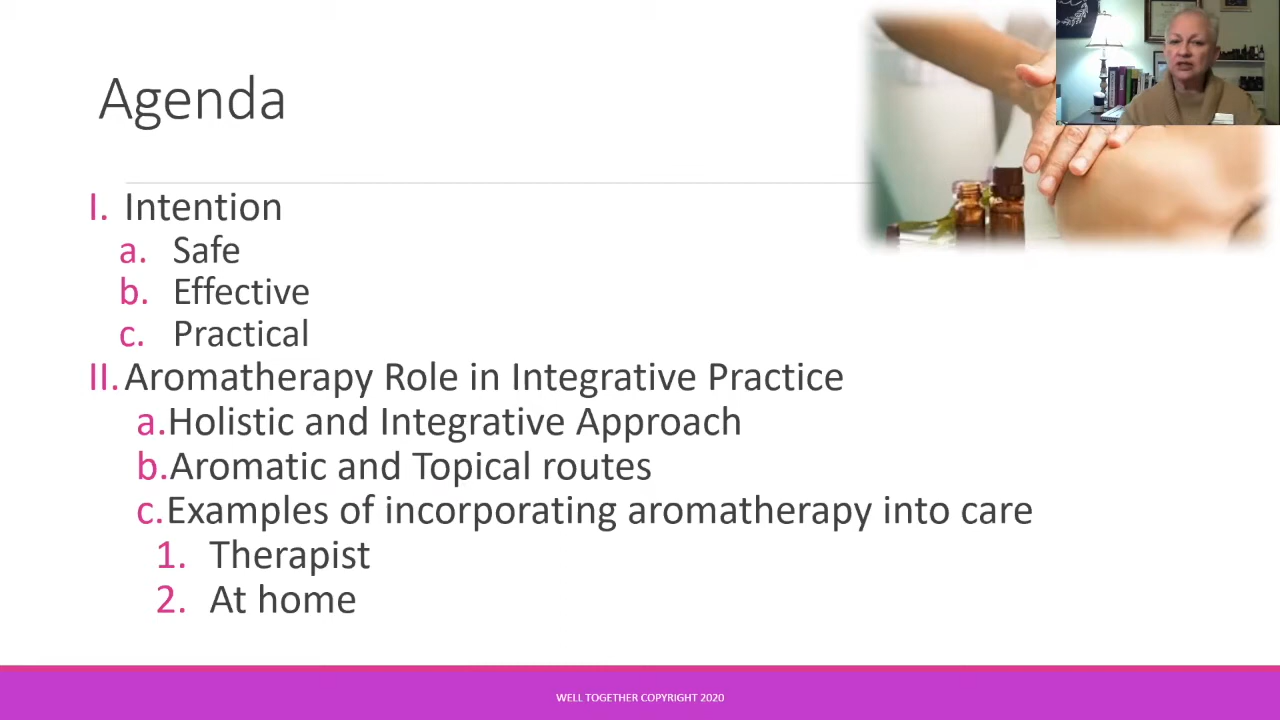 Agenda
I. Intention
a. Safe
b. Effective
c. Practical
II. Aromatherapy Role in Integrative Practice
a. Holistic and Integrative Approach
b. Aromatic and Topical routes
c. Examples of incorporating aromatherapy into care
1. Therapist
2. At home
WELL TOGETHER COPYRIGHT 2020